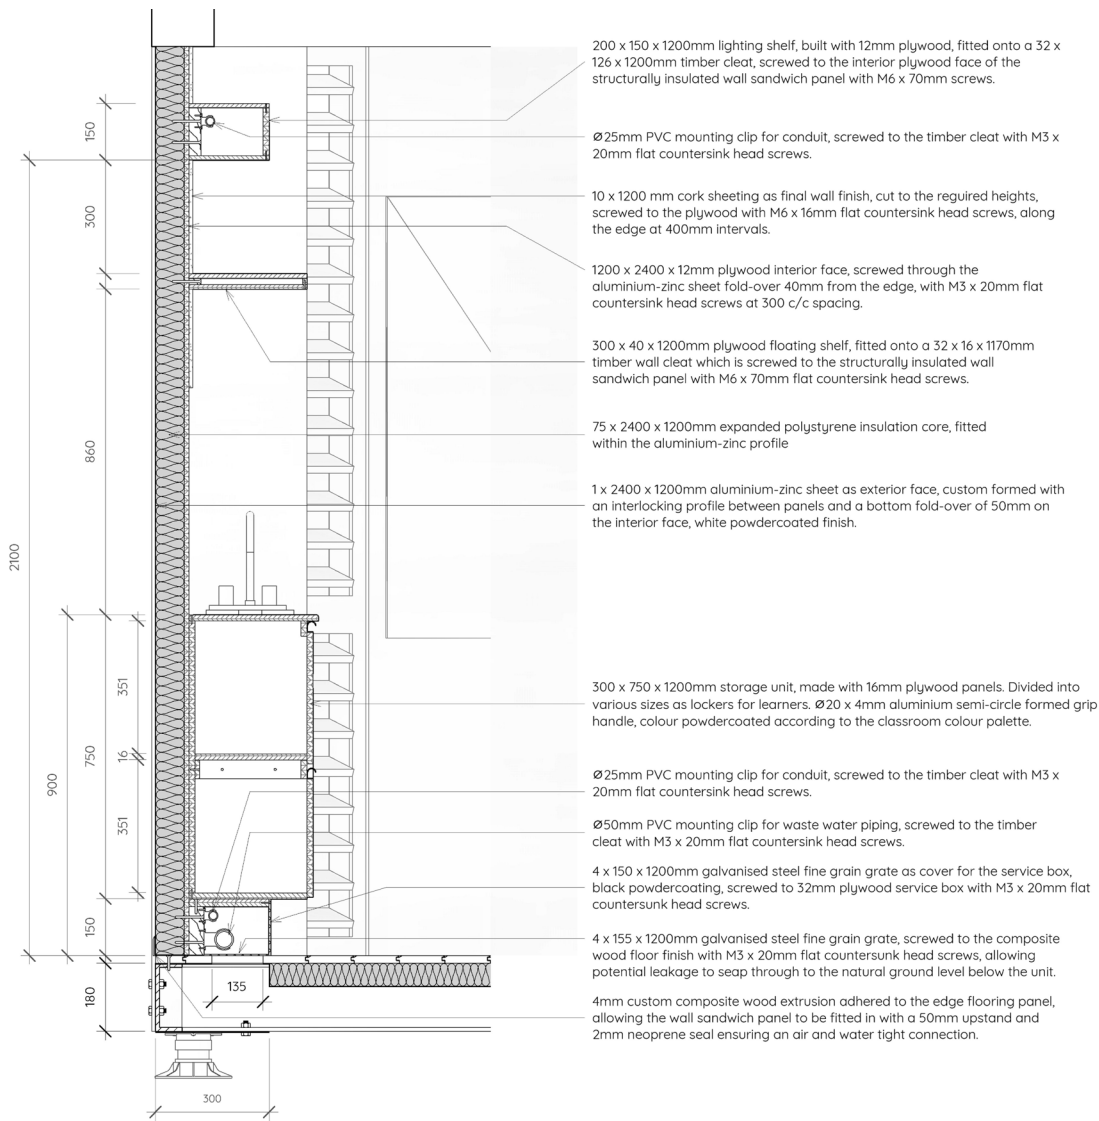 200 x 150 x 1200mm lighting shelf, built with 12mm plywood, fitted onto a 32 x
126 x 1200mm timber cleat, screwed to the interior plywood face of the
structurally insulated wall sandwich panel with M6 x 70mm screws.
Ø25mm PVC mounting clip for conduit, screwed to the timber cleat with M3 x
20mm flat countersink head screws.
10 x 1200 mm cork sheeting as final wall finish, cut to the reguired heights,
screwed to the plywood with M6 x 16mm flat countersink head screws, along
the edge at 400mm intervals.
1200 x 2400 x 12mm plywood interior face, screwed through the
aluminium-zinc sheet fold-over 40mm from the edge, with M3 x 20mm flat
countersink head screws at 300 c/c spacing.
300 x 40 x 1200mm plywood floating shelf, fitted onto a 32 x 16 x 1170mm
timber wall cleat which is screwed to the structurally insulated wall
sandwich panel with M6 x 70mm flat countersink head screws.
75 x 2400 x 1200mm expanded polystyrene insulation core, fitted
within the aluminium-zinc profile
1 x 2400 x 1200mm aluminium-zinc sheet as exterior face, custom formed with
an interlocking profile between panels and a bottom fold-over of 50mm on
the interior face, white powdercoated finish.
300 x 750 x 1200mm storage unit, made with 16mm plywood panels. Divided into
various sizes as lockers for learners. Ø20 x 4mm aluminium semi-circle formed grip
handle, colour powdercoated according to the classroom colour palette.
Ø25mm PVC mounting clip for conduit, screwed to the timber cleat with M3 x
20mm flat countersink head screws.
Ø50mm PVC mounting clip for waste water piping, screwed to the timber
cleat with M3 x 20mm flat countersink head screws.
4 x 150 x 1200mm galvanised steel fine grain grate as cover for the service box,
black powdercoating, screwed to 32mm plywood service box with M3 x 20mm flat
countersunk head screws.
4 x 155 x 1200mm galvanised steel fine grain grate, screwed to the composite
wood floor finish with M3 x 20mm flat countersunk head screws, allowing
potential leakage to seap through to the natural ground level below the unit.
4mm custom composite wood extrusion adhered to the edge flooring panel,
allowing the wall sandwich panel to be fitted in with a 50mm upstand and
2mm neoprene seal ensuring an air and water tight connection.
150
300
860
2100
351
16
750
900
351
150
180
135
300